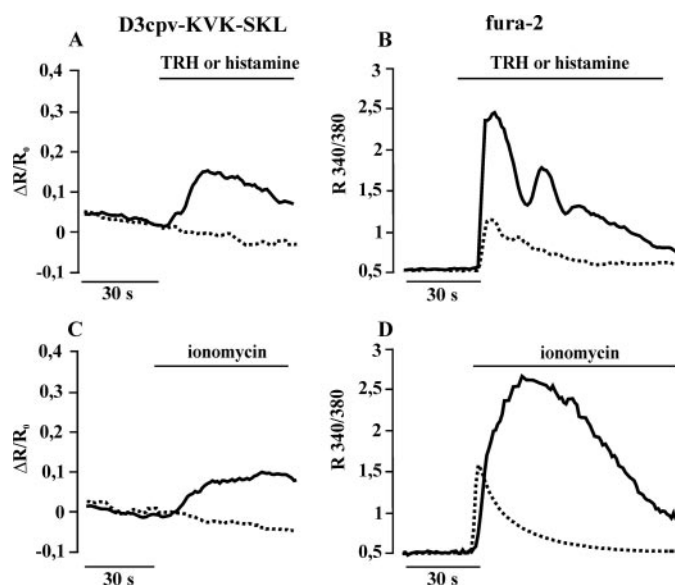 D3cpv-KVK-SKL
fura-2
A
TRH or histamine
0,4
0,3
0,2
0,1
0
-0,1
ΔR/R₀
30 s
B
TRH or histamine
3
2,5
2
1,5
1
0,5
R 340/380
30 s
C
ionomycin
0,4
0,3
0,2
0,1
0
-0,1
ΔR/R₀
30 s
D
ionomycin
3
2,5
2
1,5
1
0,5
R 340/380
30 s